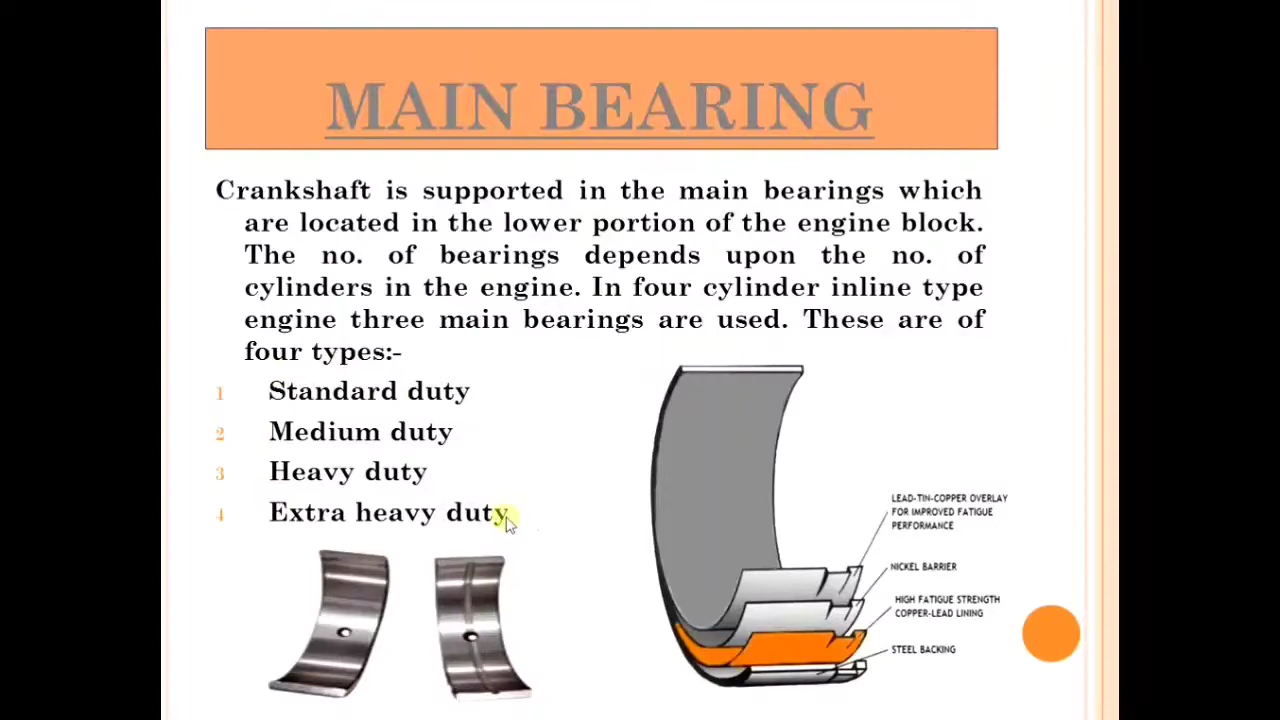 MAIN BEARING
Crankshaft is supported in the main bearings which
are located in the lower portion of the engine block.
The no. of bearings depends upon the no. of
cylinders in the engine. In four cylinder inline type
engine three main bearings are used. These are of
four types:-
1 Standard duty
2 Medium duty
3 Heavy duty
4 Extra heavy duty
LEAD-TIN-COPPER OVERLAY
FOR IMPROVED FATIGUE
PERFORMANCE
NICKEL BARRIER
HIGH FATIGUE STRENGTH
COPPER-LEAD LINING
STEEL BACKING